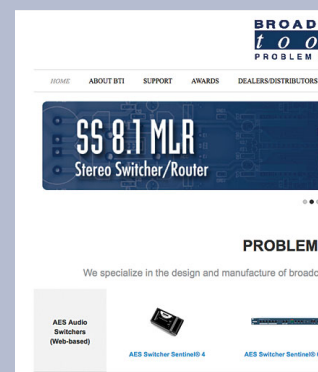 BROAD
t o o
PROBLEM
HOME ABOUT BTI SUPPORT AWARDS DEALERS/DISTRIBUTORS
SS 8.1 MLR
Stereo Switcher/Router
PROBLEM
We specialize in the design and manufacture of broadc
AES Audio
Switchers
(Web-based)
AES Switcher Sentinel® 4 AES Switcher Sentinel®